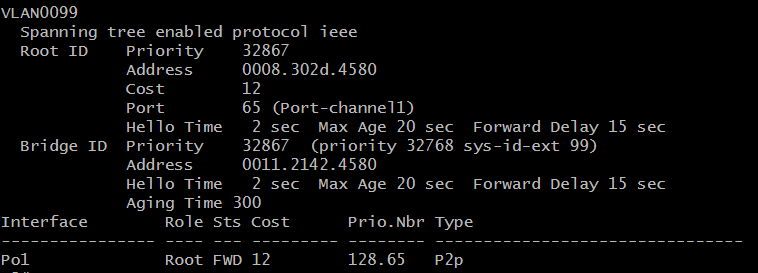 VLAN0099
  Spanning tree enabled protocol ieee
  Root ID    Priority    32867
             Address     0008.302d.4580
             Cost        12
             Port        65 (Port-channel1)
             Hello Time   2 sec  Max Age 20 sec  Forward Delay 15 sec
  Bridge ID  Priority    32867  (priority 32768 sys-id-ext 99)
             Address     0011.2142.4580
             Hello Time   2 sec  Max Age 20 sec  Forward Delay 15 sec
             Aging Time 300
Interface        Role Sts Cost      Prio.Nbr Type
---------------- ---- --- --------- -------- --------------------------------
Po1              Root FWD 12        128.65   P2p